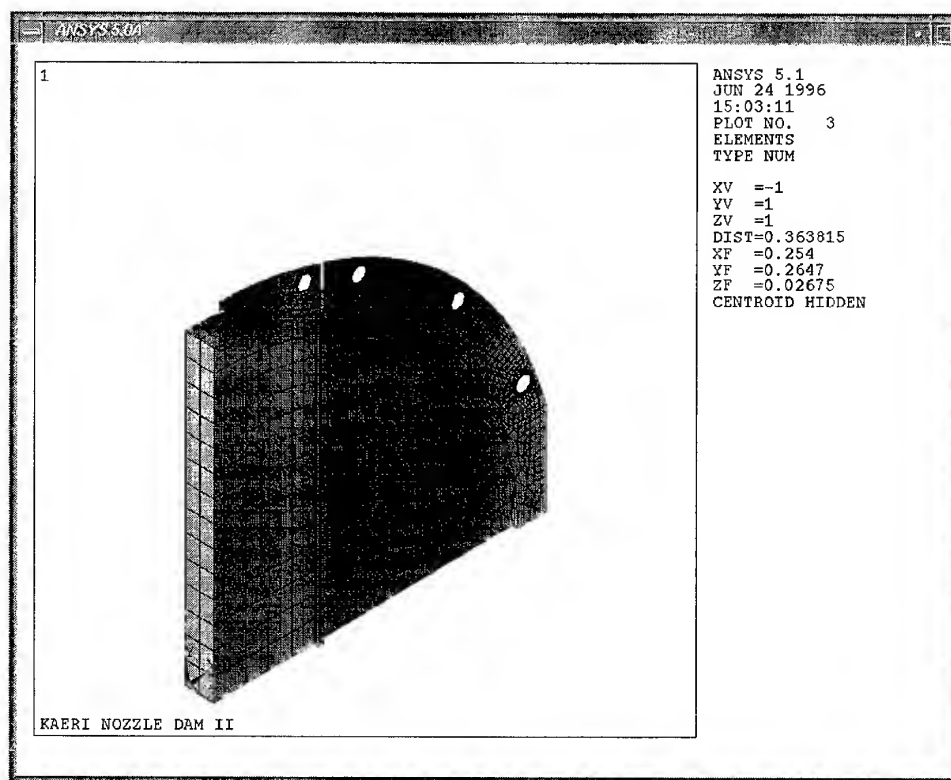 ANSYS 5.0A
1
ANSYS 5.1
JUN 24 1996
15:03:11
PLOT NO.   3
ELEMENTS
TYPE NUM
XV  =-1
YV  =1
ZV  =1
DIST=0.363815
XF  =0.254
YF  =0.2647
ZF  =0.02675
CENTROID HIDDEN
KAERI NOZZLE DAM II